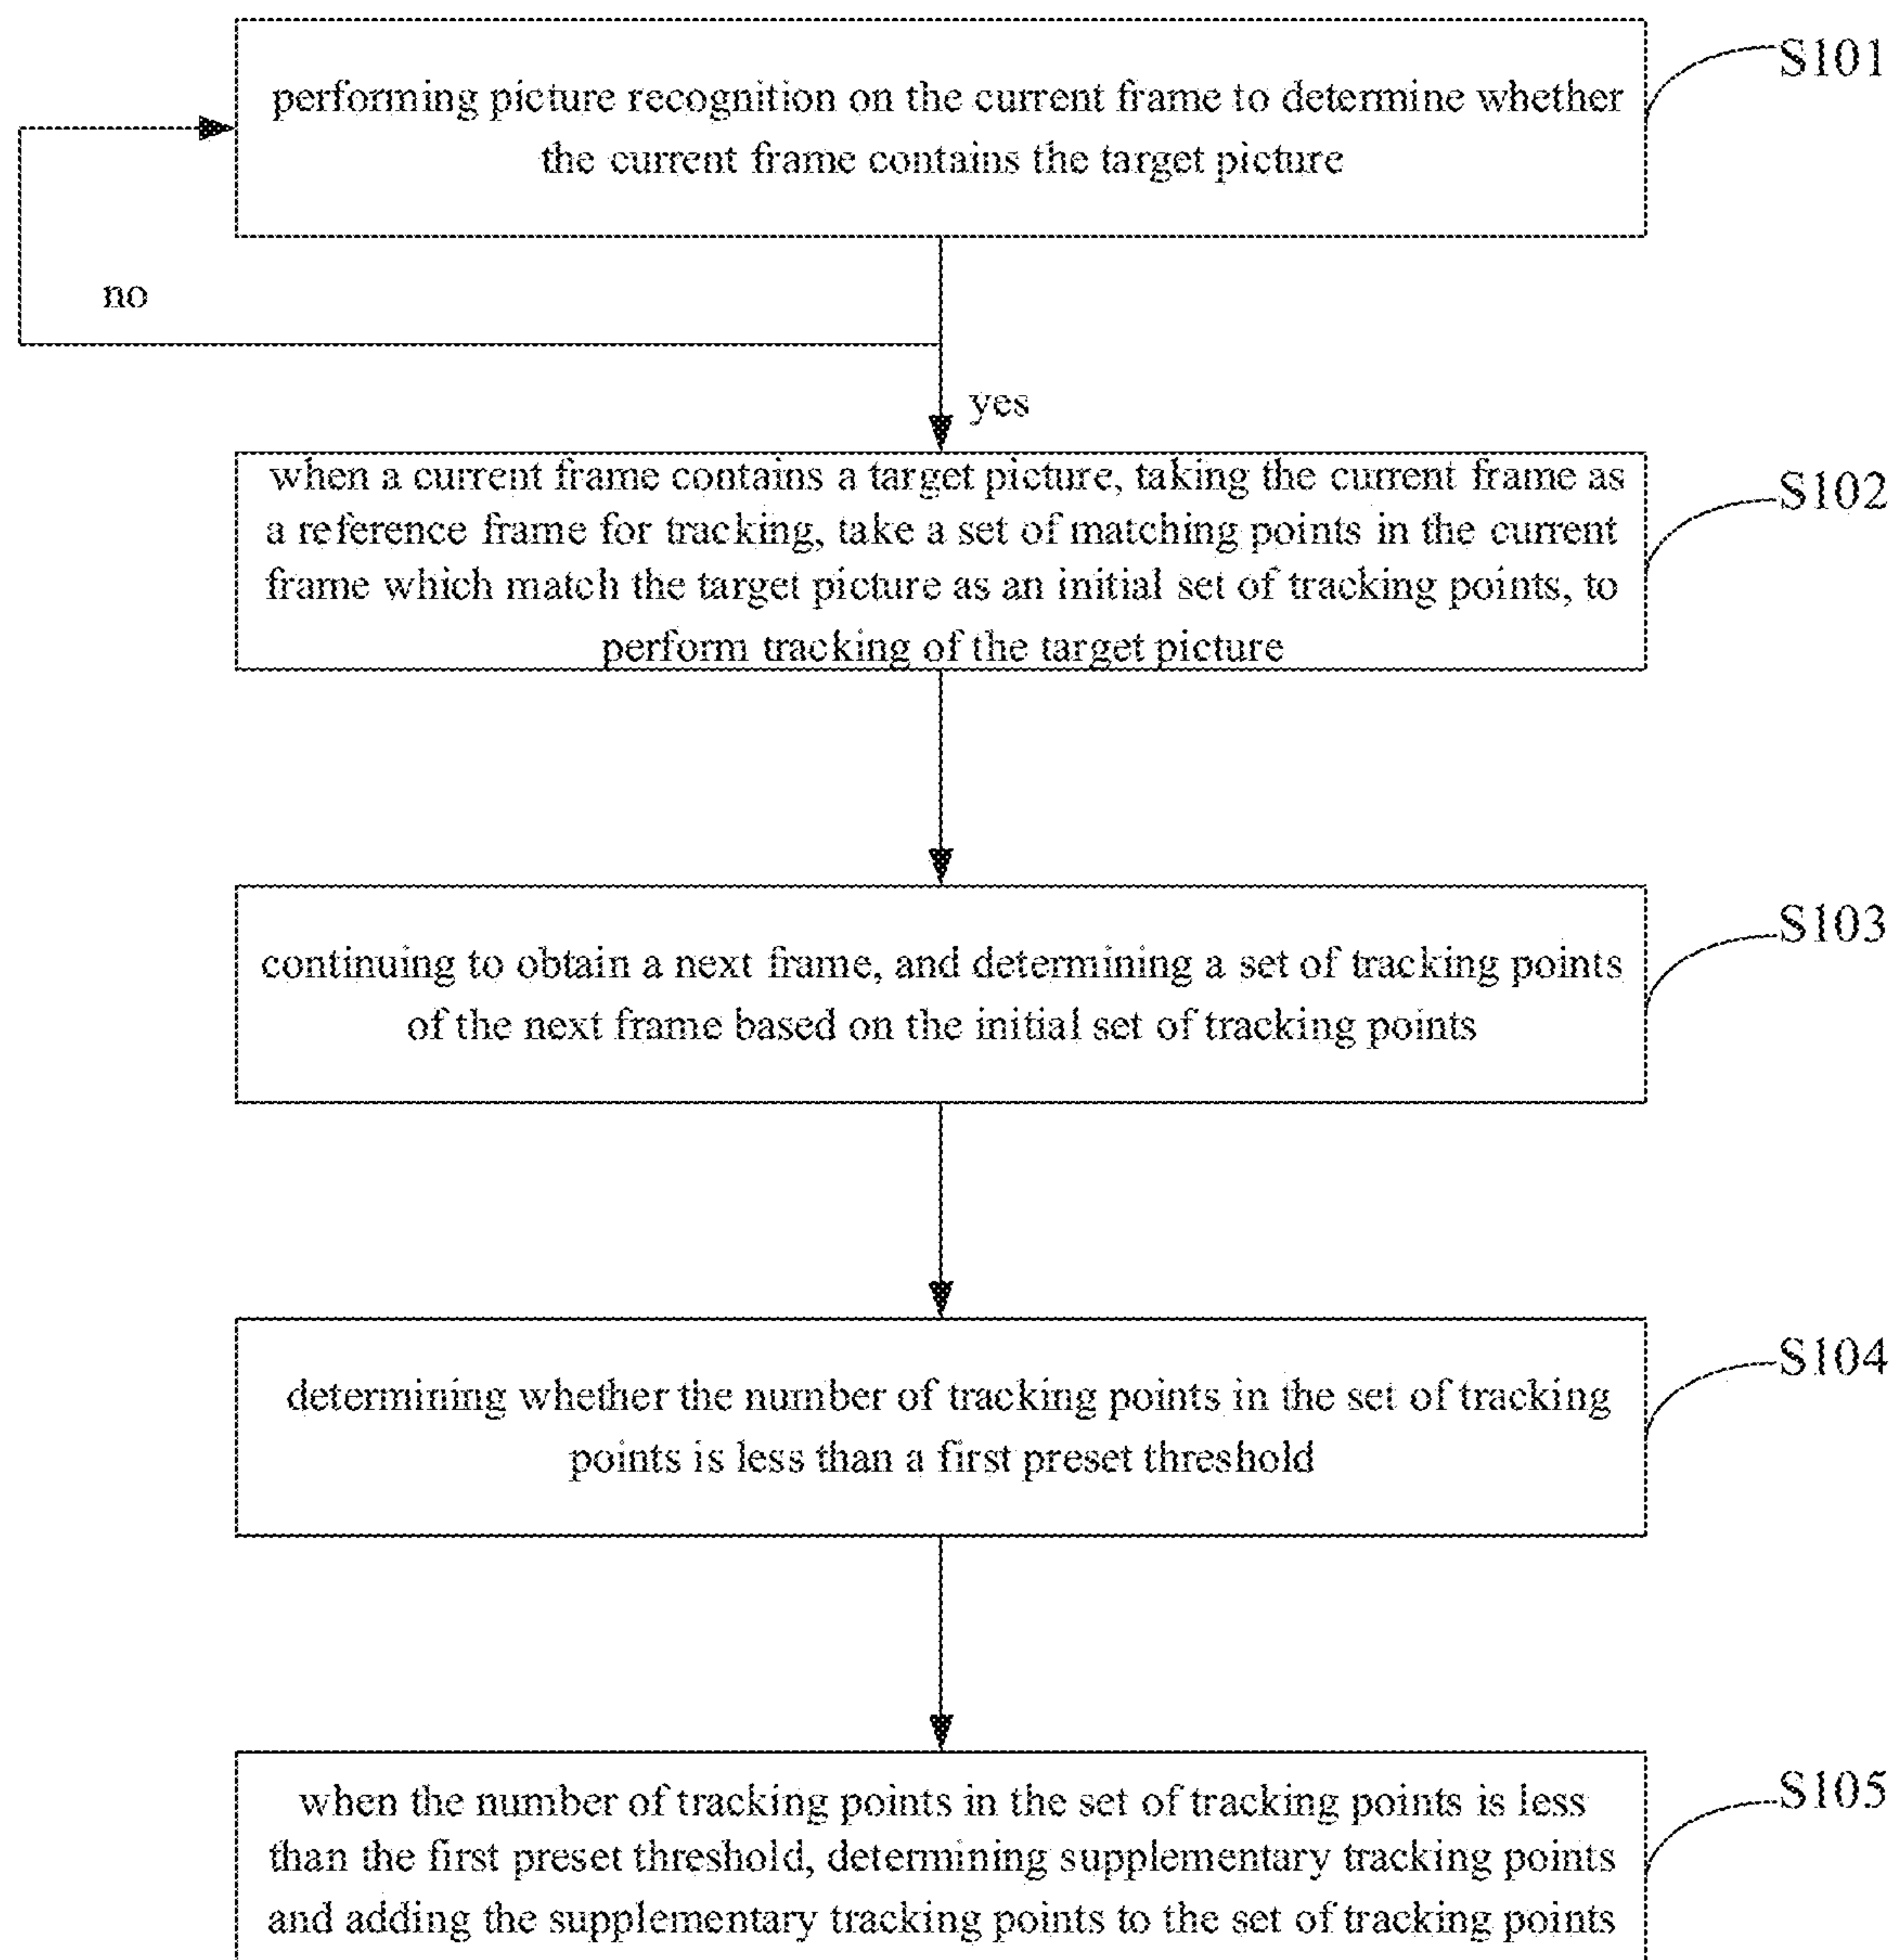 performing picture recognition on the current frame to determine whether
the current frame contains the target picture
S101
no
yes
when a current frame contains a target picture, taking the current frame as
a reference frame for tracking, take a set of matching points in the current
frame which match the target picture as an initial set of tracking points, to
perform tracking of the target picture
S102
continuing to obtain a next frame, and determining a set of tracking points
of the next frame based on the initial set of tracking points
S103
determining whether the number of tracking points in the set of tracking
points is less than a first preset threshold
S104
when the number of tracking points in the set of tracking points is less
than the first preset threshold, determining supplementary tracking points
and adding the supplementary tracking points to the set of tracking points
S105